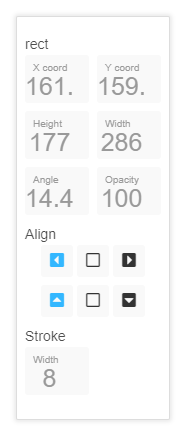 rect
X coord Y coord
161. 159.
Height Width
177 286
Angle Opacity
14.4 100
Align
Stroke
Width
8